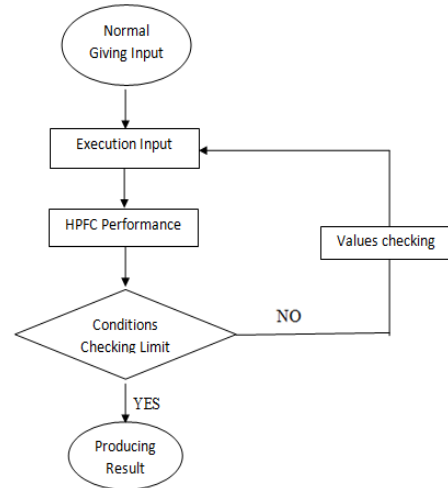 Normal
Giving Input
Execution Input
HPFC Performance
Values checking
Conditions
Checking Limit
NO
YES
Producing
Result